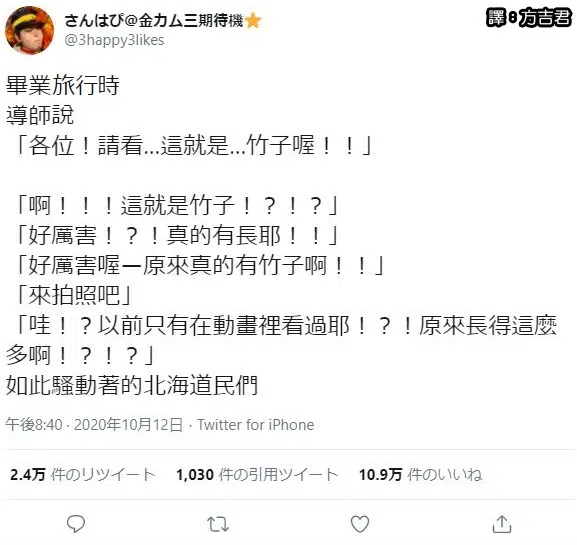 さんはぴ@金カム三期待機⭐
譯8方吉君
@3happy3likes
畢業旅行時
導師說
「各位！請看...這就是...竹子喔！！」
「啊！！！這就是竹子！？！？」
「好厲害！？！真的有長耶！！」
「好厲害喔—原來真的有竹子啊！！」
「來拍照吧」
「哇！？以前只有在動畫裡看過耶！？！原來長得這麼
多啊！？！？」
如此騷動著的北海道民們
午後8:40 · 2020年10月12日 · Twitter for iPhone
2.4万 件のリツイート 1,030 件の引用ツイート 10.9万 件のいいね